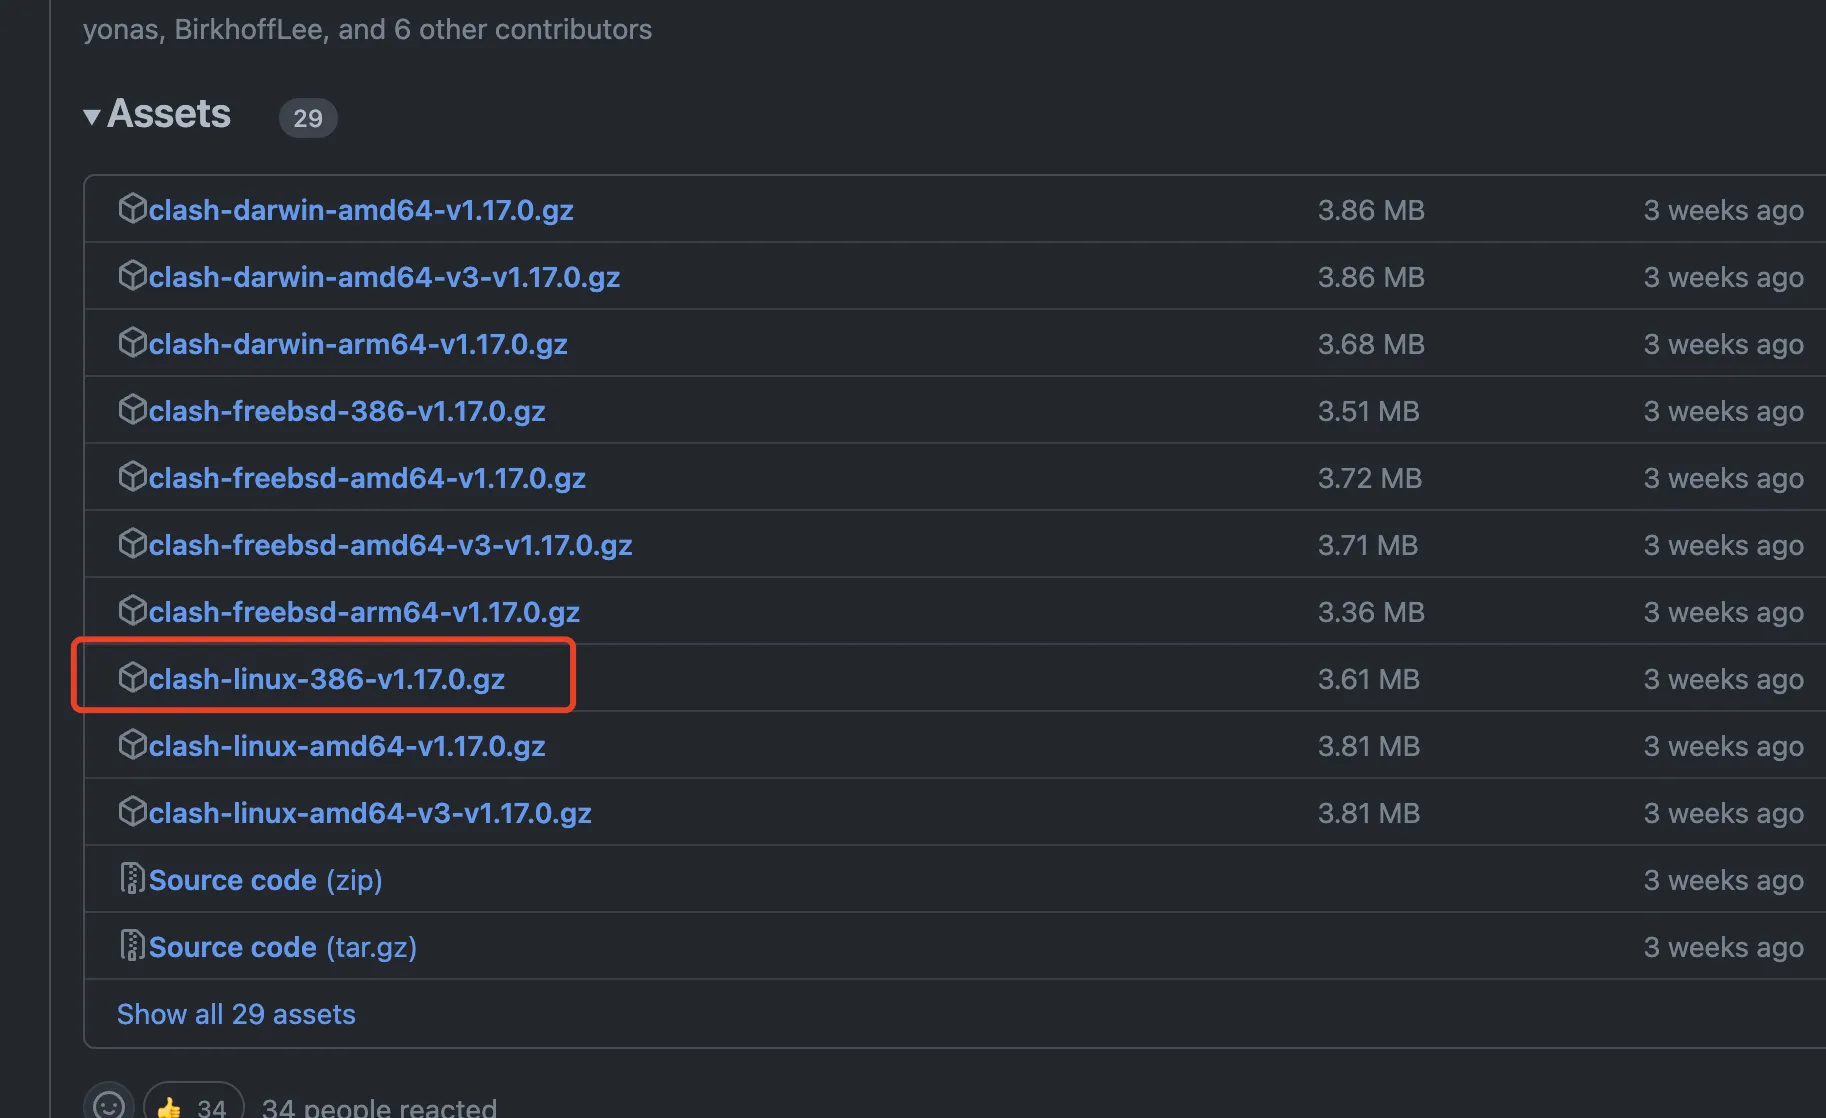 yonas, BirkhoffLee, and 6 other contributors
Assets 29
clash-darwin-amd64-v1.17.0.gz 3.86 MB 3 weeks ago
clash-darwin-amd64-v3-v1.17.0.gz 3.86 MB 3 weeks ago
clash-darwin-arm64-v1.17.0.gz 3.68 MB 3 weeks ago
clash-freebsd-386-v1.17.0.gz 3.51 MB 3 weeks ago
clash-freebsd-amd64-v1.17.0.gz 3.72 MB 3 weeks ago
clash-freebsd-amd64-v3-v1.17.0.gz 3.71 MB 3 weeks ago
clash-freebsd-arm64-v1.17.0.gz 3.36 MB 3 weeks ago
clash-linux-386-v1.17.0.gz 3.61 MB 3 weeks ago
clash-linux-amd64-v1.17.0.gz 3.81 MB 3 weeks ago
clash-linux-amd64-v3-v1.17.0.gz 3.81 MB 3 weeks ago
Source code (zip) 3 weeks ago
Source code (tar.gz) 3 weeks ago
Show all 29 assets
34 34 people reacted